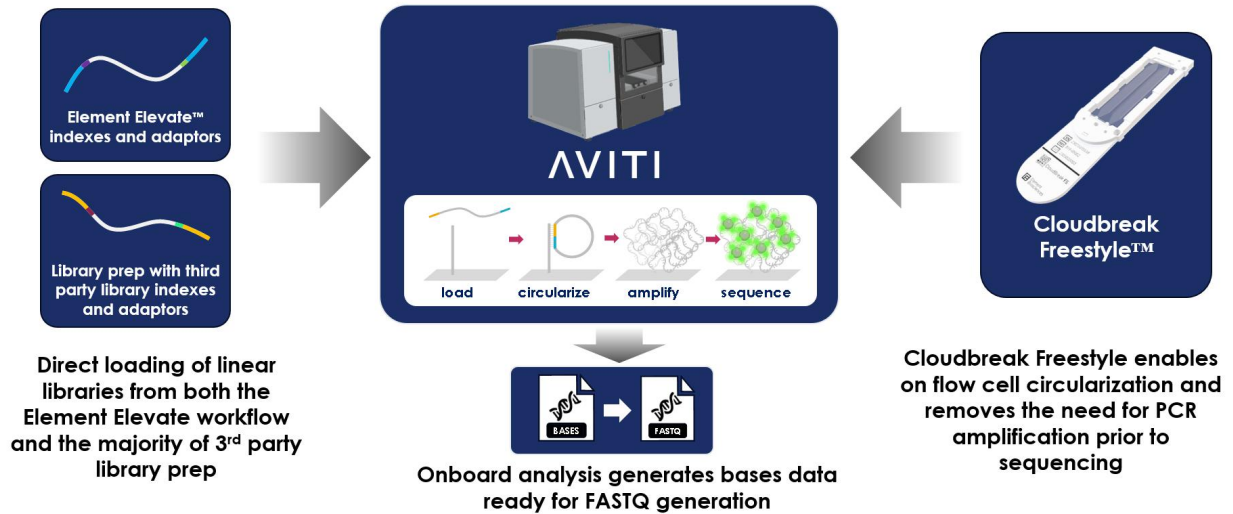 Element Elevate™
indexes and adaptors
Library prep with third
party library indexes
and adaptors
Direct loading of linear
libraries from both the
Element Elevate workflow
and the majority of 3rd party
library prep
AVITI
load
circularize
amplify
sequence
BASES
FASTQ
Onboard analysis generates bases data
ready for FASTQ generation
Cloudbreak
Freestyle™
Cloudbreak Freestyle enables
on flow cell circularization and
removes the need for PCR
amplification prior to
sequencing